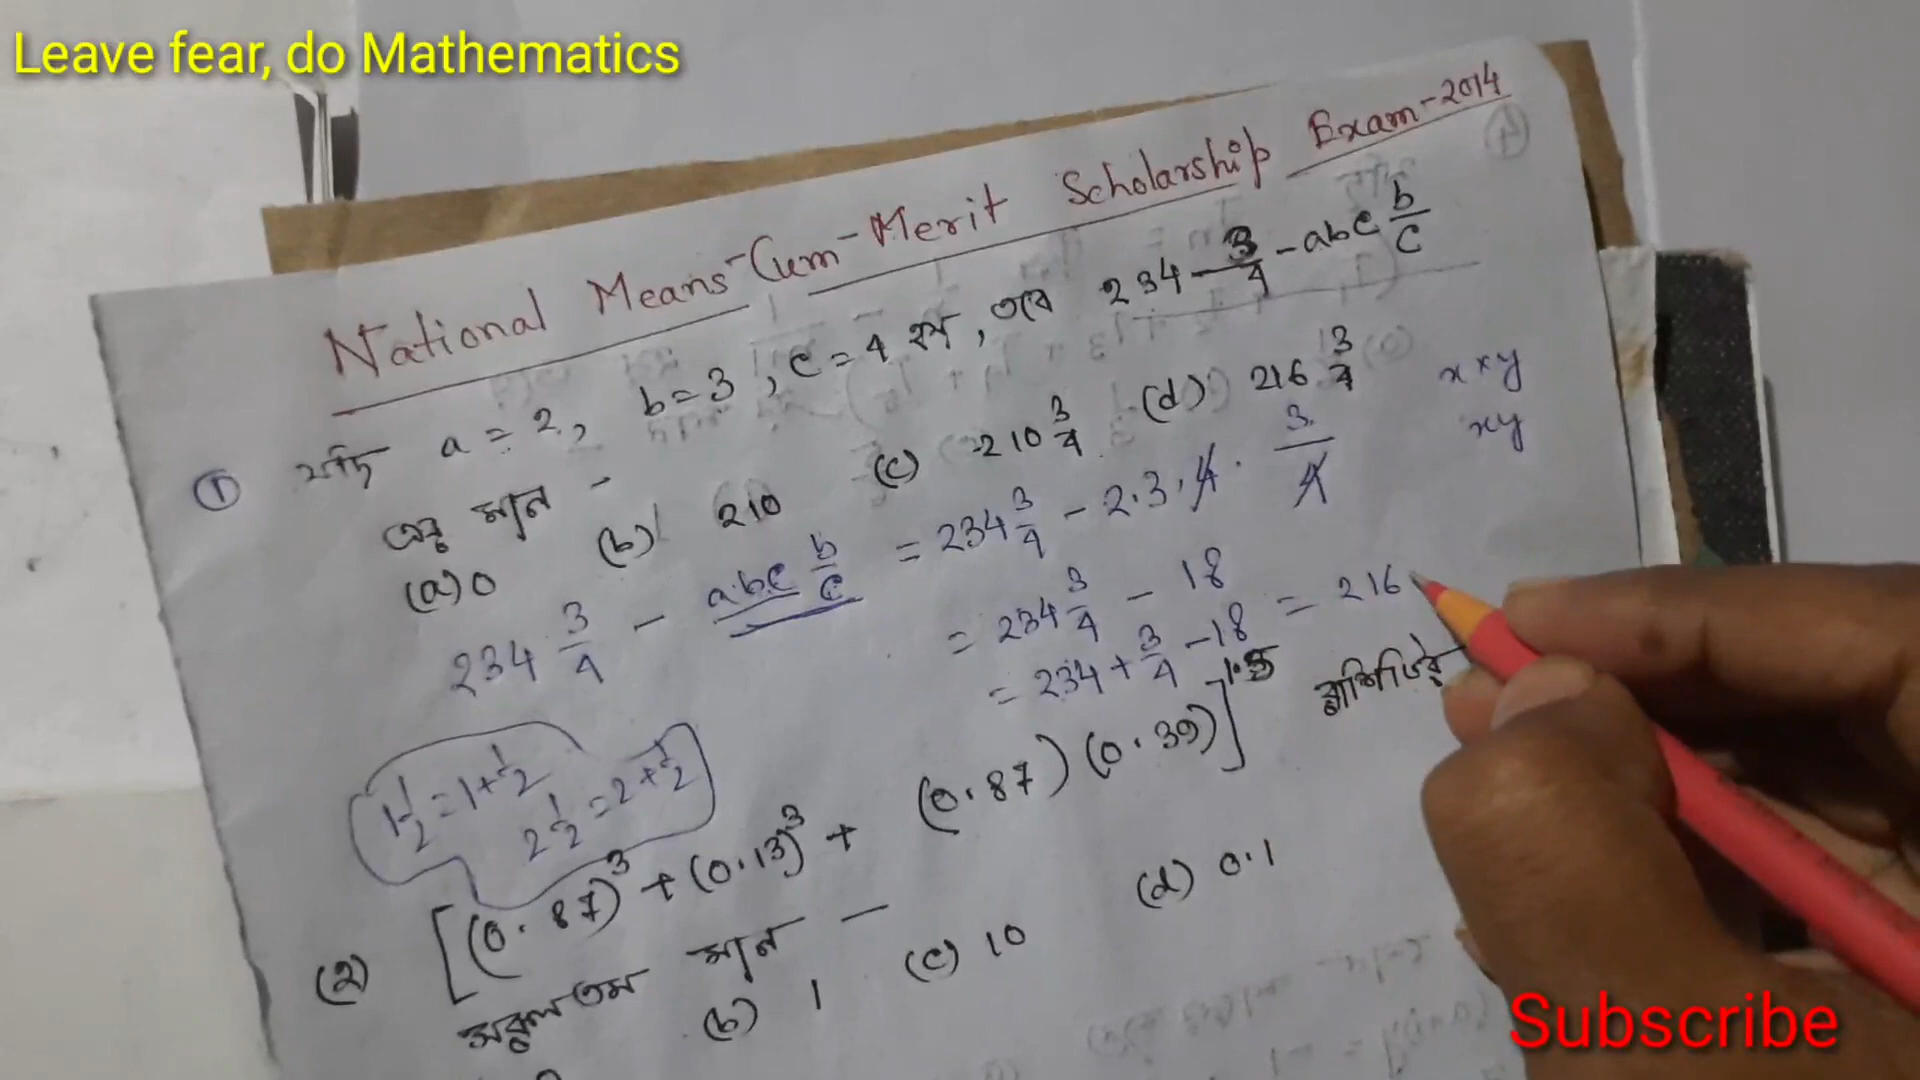 Leave fear, do Mathematics
National Means-Cum-Merit Scholarship Exam-2014
① যদি a = 2, b = 3, c = 4 হয়, তবে 234 - 3/4 - abc b/c
এর মান -
(a) 0 (b) 210 (c) 210 3/4 (d) 216 3/4
x × y
xy
234 3/4 - abc b/c = 234 3/4 - 2.3.4. 3/4
= 234 3/4 - 18
= 234 + 3/4 - 18 = 216
1 1/2 = 1 + 1/2
2 1/2 = 2 + 1/2
(২) [(0.87)³ + (0.13)³ + (0.87)(0.39)]^1.5 রাশিটির
সরলতম মান —
(b) 1 (c) 10 (d) 0.1
Subscribe